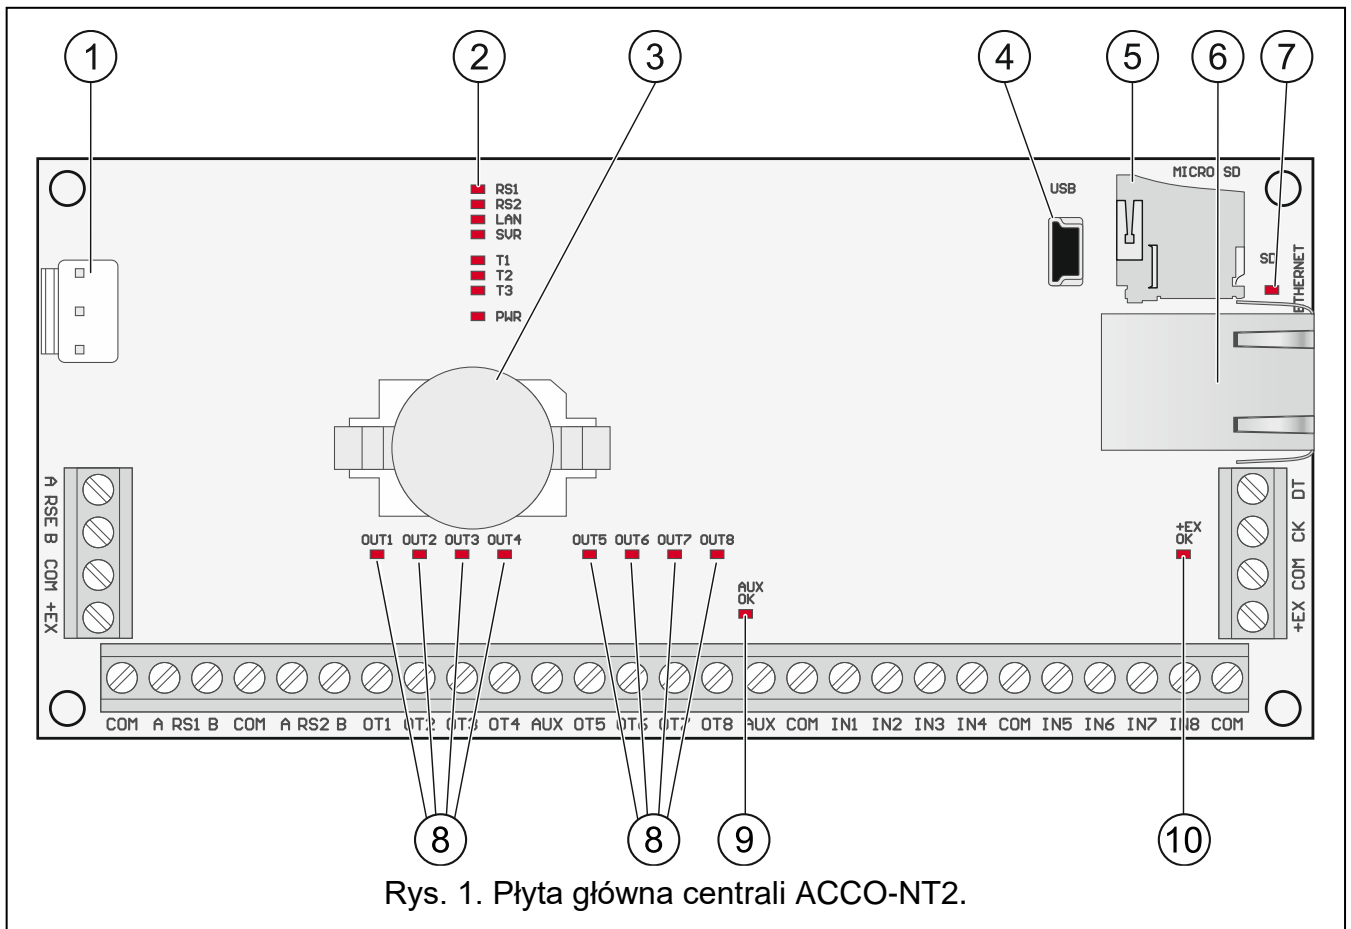 1 2 3 4 5 6 7
MICRO SD
USB
RS1
RS2
LAN
SVR
T1
T2
T3
PWR
SD
ETHERNET
A RSE B COM +EX
DT CK COM +EX
OUT1 OUT2 OUT3 OUT4 OUT5 OUT6 OUT7 OUT8
+EX
OK
AUX
OK
COM A RS1 B COM A RS2 B OT1 OT2 OT3 OT4 AUX OT5 OT6 OT7 OT8 AUX COM IN1 IN2 IN3 IN4 COM IN5 IN6 IN7 IN8 COM
8 8 9 10
Rys. 1. Płyta główna centrali ACCO-NT2.